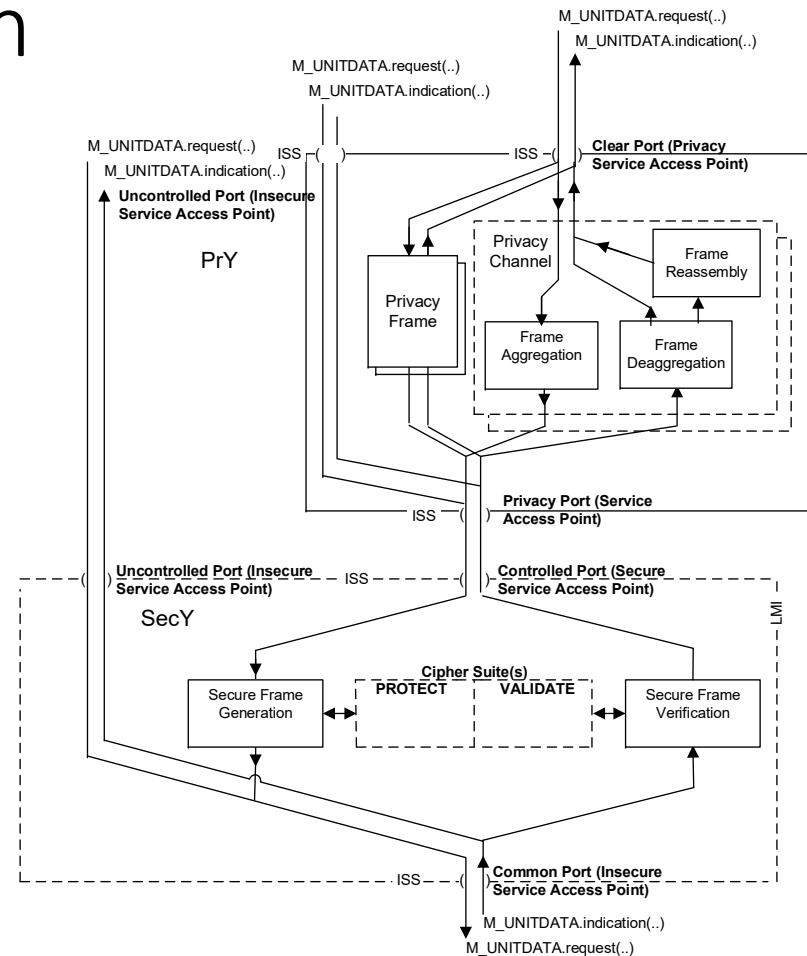 n
M_UNITDATA.request(..)
M_UNITDATA.indication(..)
M_UNITDATA.request(..)
M_UNITDATA.indication(..)
M_UNITDATA.request(..)
M_UNITDATA.indication(..)
ISS
ISS
Clear Port (Privacy
Service Access Point)
Uncontrolled Port (Insecure
Service Access Point)
PrY
Privacy
Channel
Frame
Reassembly
Privacy
Frame
Frame
Aggregation
Frame
Deaggregation
Privacy Port (Service
Access Point)
ISS
Uncontrolled Port (Insecure
Service Access Point)
ISS
Controlled Port (Secure
Service Access Point)
SecY
LMI
Cipher Suite(s)
PROTECT
VALIDATE
Secure Frame
Generation
Secure Frame
Verification
ISS
Common Port (Insecure
Service Access Point)
M_UNITDATA.indication(..)
M_UNITDATA.request(..)